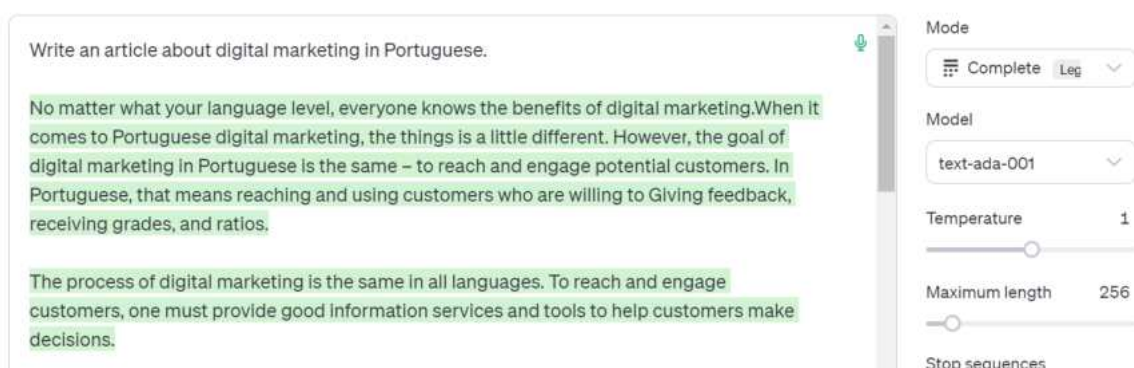 Write an article about digital marketing in Portuguese.
No matter what your language level, everyone knows the benefits of digital marketing.When it
comes to Portuguese digital marketing, the things is a little different. However, the goal of
digital marketing in Portuguese is the same – to reach and engage potential customers. In
Portuguese, that means reaching and using customers who are willing to Giving feedback,
receiving grades, and ratios.
The process of digital marketing is the same in all languages. To reach and engage
customers, one must provide good information services and tools to help customers make
decisions.
Mode
Complete Leg
Model
text-ada-001
Temperature 1
Maximum length 256
Stop sequences